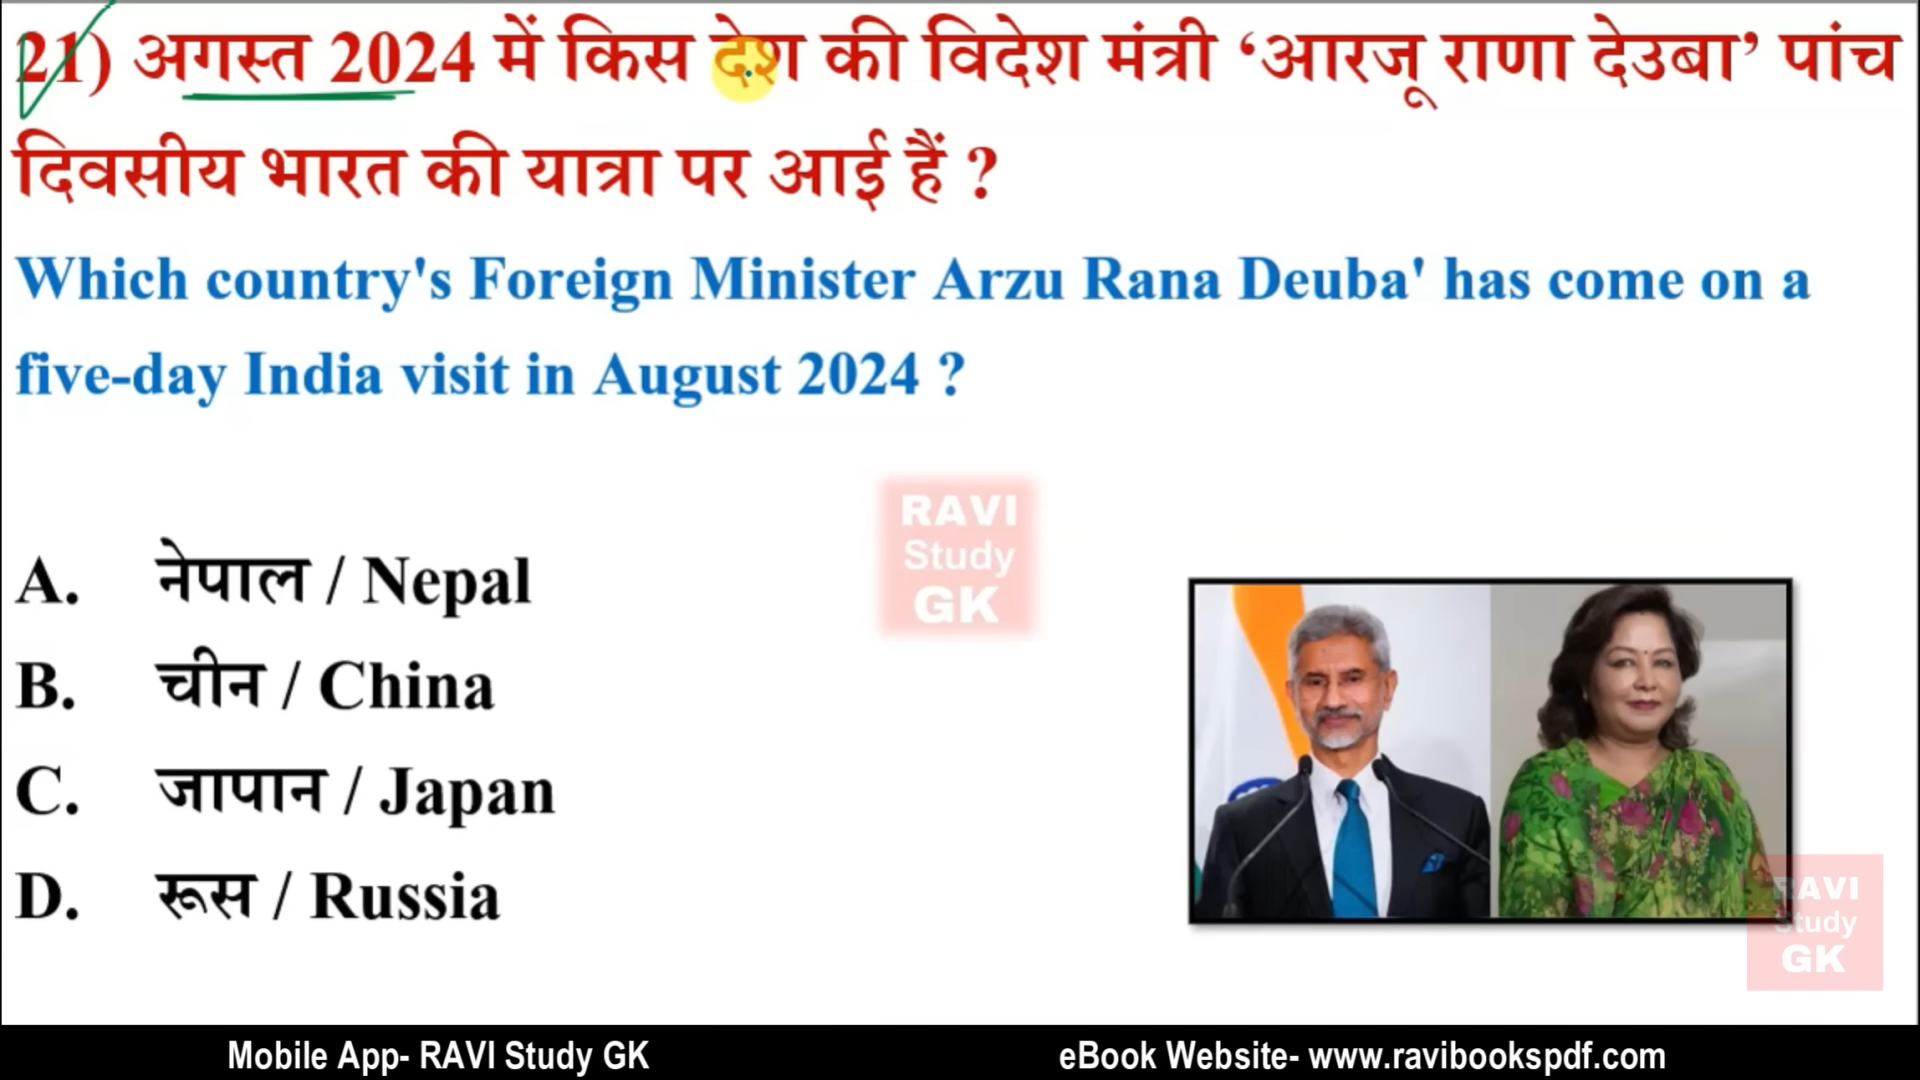 21) अगस्त 2024 में किस देश की विदेश मंत्री ‘आरजू राणा देउबा’ पांच
दिवसीय भारत की यात्रा पर आई हैं ?
Which country's Foreign Minister Arzu Rana Deuba' has come on a
five-day India visit in August 2024 ?
RAVI
Study
GK
A. नेपाल / Nepal
B. चीन / China
C. जापान / Japan
D. रूस / Russia
RAVI
Study
GK
Mobile App- RAVI Study GK
eBook Website- www.ravibookspdf.com